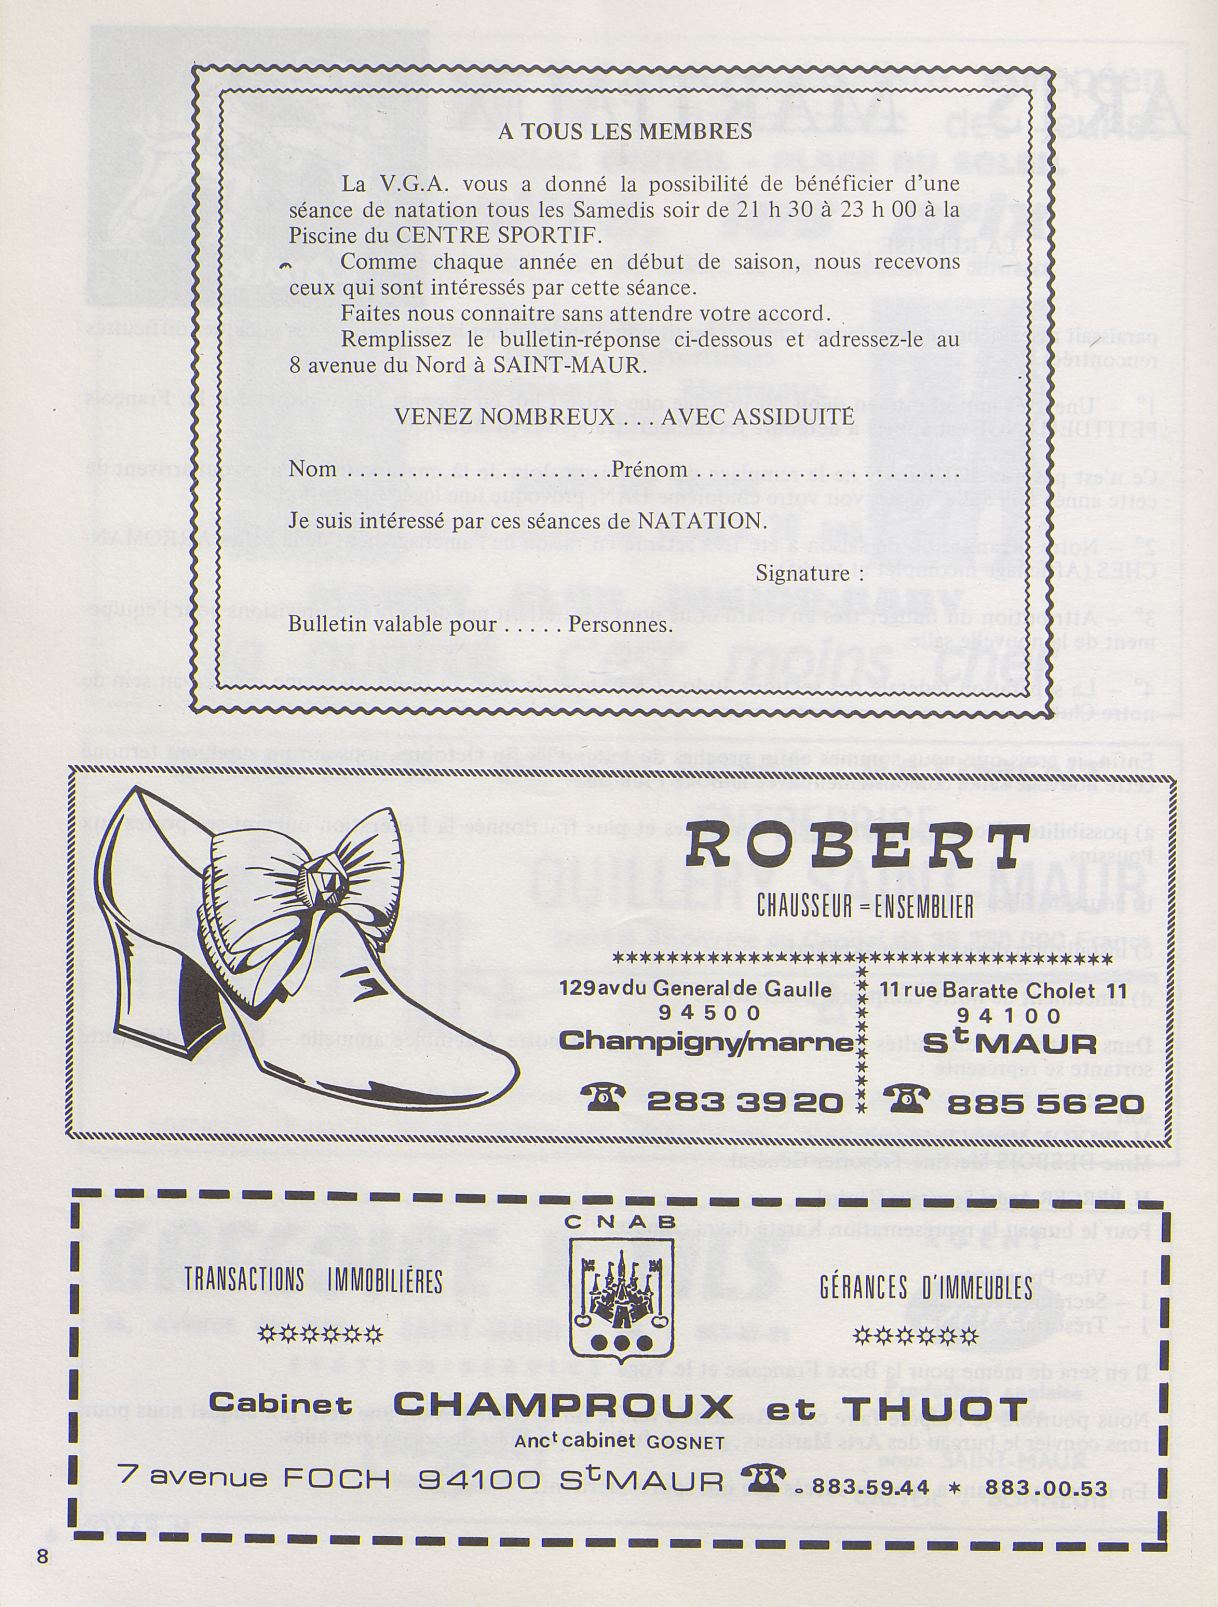 A TOUS LES MEMBRES
La V.G.A. vous a donné la possibilité de bénéficier d'une
séance de natation tous les Samedis soir de 21 h 30 à 23 h 00 à la
Piscine du CENTRE SPORTIF.
Comme chaque année en début de saison, nous recevons
ceux qui sont intéressés par cette séance.
Faites nous connaitre sans attendre votre accord.
Remplissez le bulletin-réponse ci-dessous et adressez-le au
8 avenue du Nord à SAINT-MAUR.
VENEZ NOMBREUX . . . AVEC ASSIDUITÉ
Nom . . . . . . . . . . . . . . . . . . . . . . .Prénom . . . . . . . . . . . . . . .
Je suis intéressé par ces séances de NATATION.
Signature :
Bulletin valable pour . . . . . Personnes.
ROBERT
CHAUSSEUR = ENSEMBLIER
129 av du General de Gaulle
94500
Champigny/marne
☎ 283 39 20
11 rue Baratte Cholet 11
94100
St MAUR
☎ 885 56 20
CNAB
TRANSACTIONS IMMOBILIÈRES
GÉRANCES D'IMMEUBLES
Cabinet CHAMPROUX et THUOT
Anct cabinet GOSNET
7 avenue FOCH 94100 St MAUR ☎. 883.59.44 * 883.00.53
8